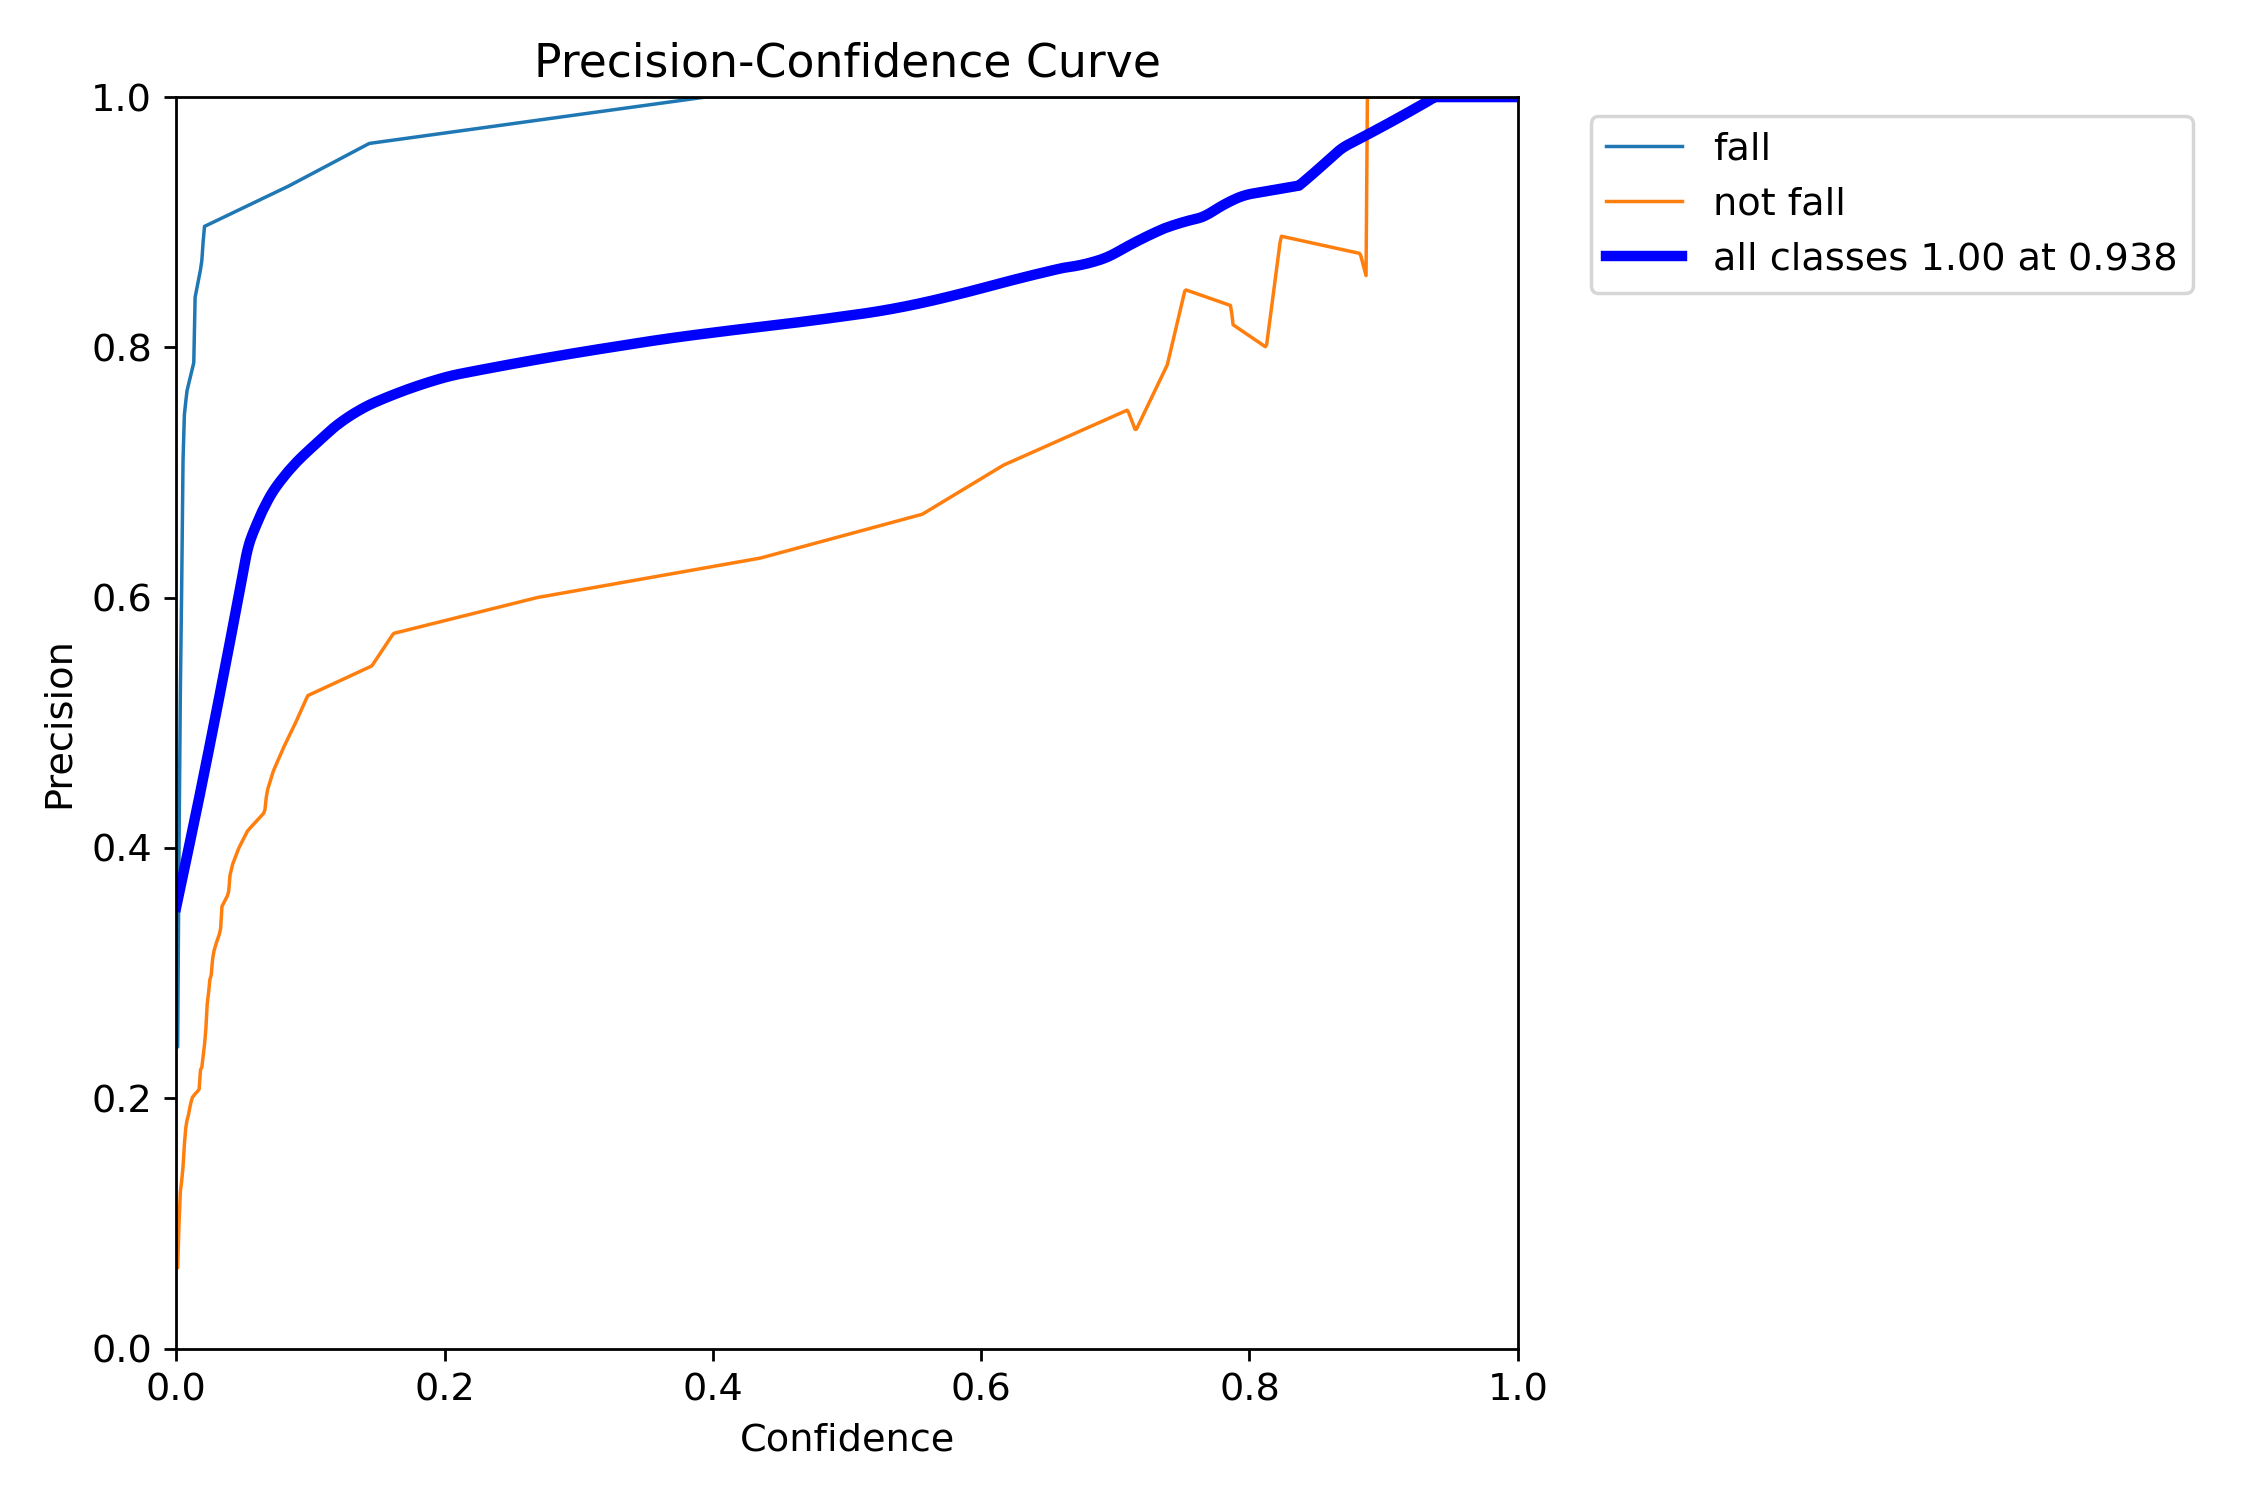 Precision-Confidence Curve
1.0
0.8
0.6
0.4
0.2
0.0
Precision
0.0 0.2 0.4 0.6 0.8 1.0
Confidence
fall
not fall
all classes 1.00 at 0.938